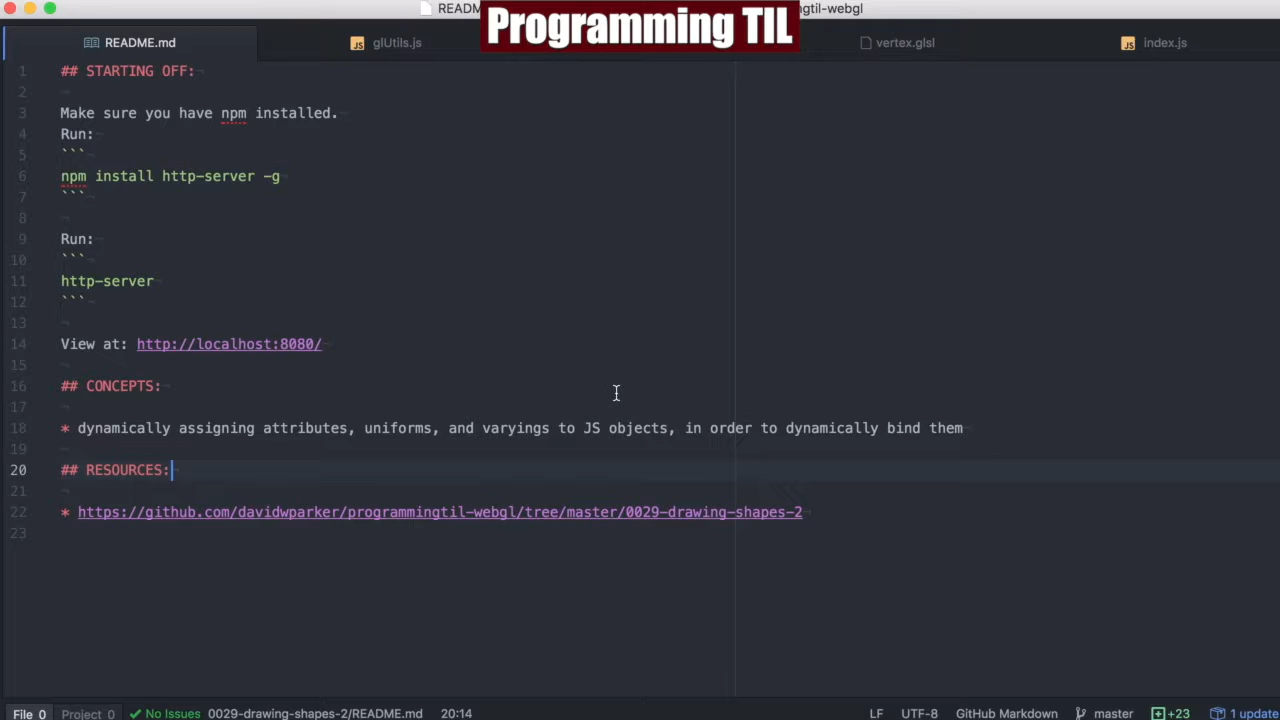 READM
ngtil-webgl
Programming TIL
README.md
JS glUtils.js
vertex.glsl
JS index.js
1 ## STARTING OFF:
2
3 Make sure you have npm installed.
4 Run:
5 ```
6 npm install http-server -g
7 ```
8
9 Run:
10 ```
11 http-server
12 ```
13
14 View at: http://localhost:8080/
15
16 ## CONCEPTS:
17
18 * dynamically assigning attributes, uniforms, and varyings to JS objects, in order to dynamically bind them
19
20 ## RESOURCES:
21
22 * https://github.com/davidwparker/programmingtil-webgl/tree/master/0029-drawing-shapes-2
23
File 0 Project 0 No Issues 0029-drawing-shapes-2/README.md 20:14 LF UTF-8 GitHub Markdown master +23 1 update